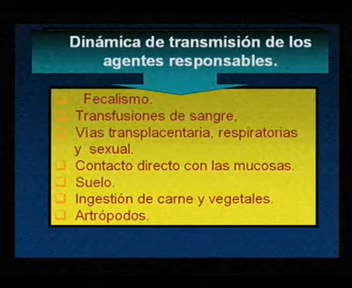 Dinámica de transmisión de los
agentes responsables.
Fecalismo.
Transfusiones de sangre,
Vías transplacentaria, respiratorias
y sexual.
Contacto directo con las mucosas.
Suelo.
Ingestión de carne y vegetales.
Artrópodos.